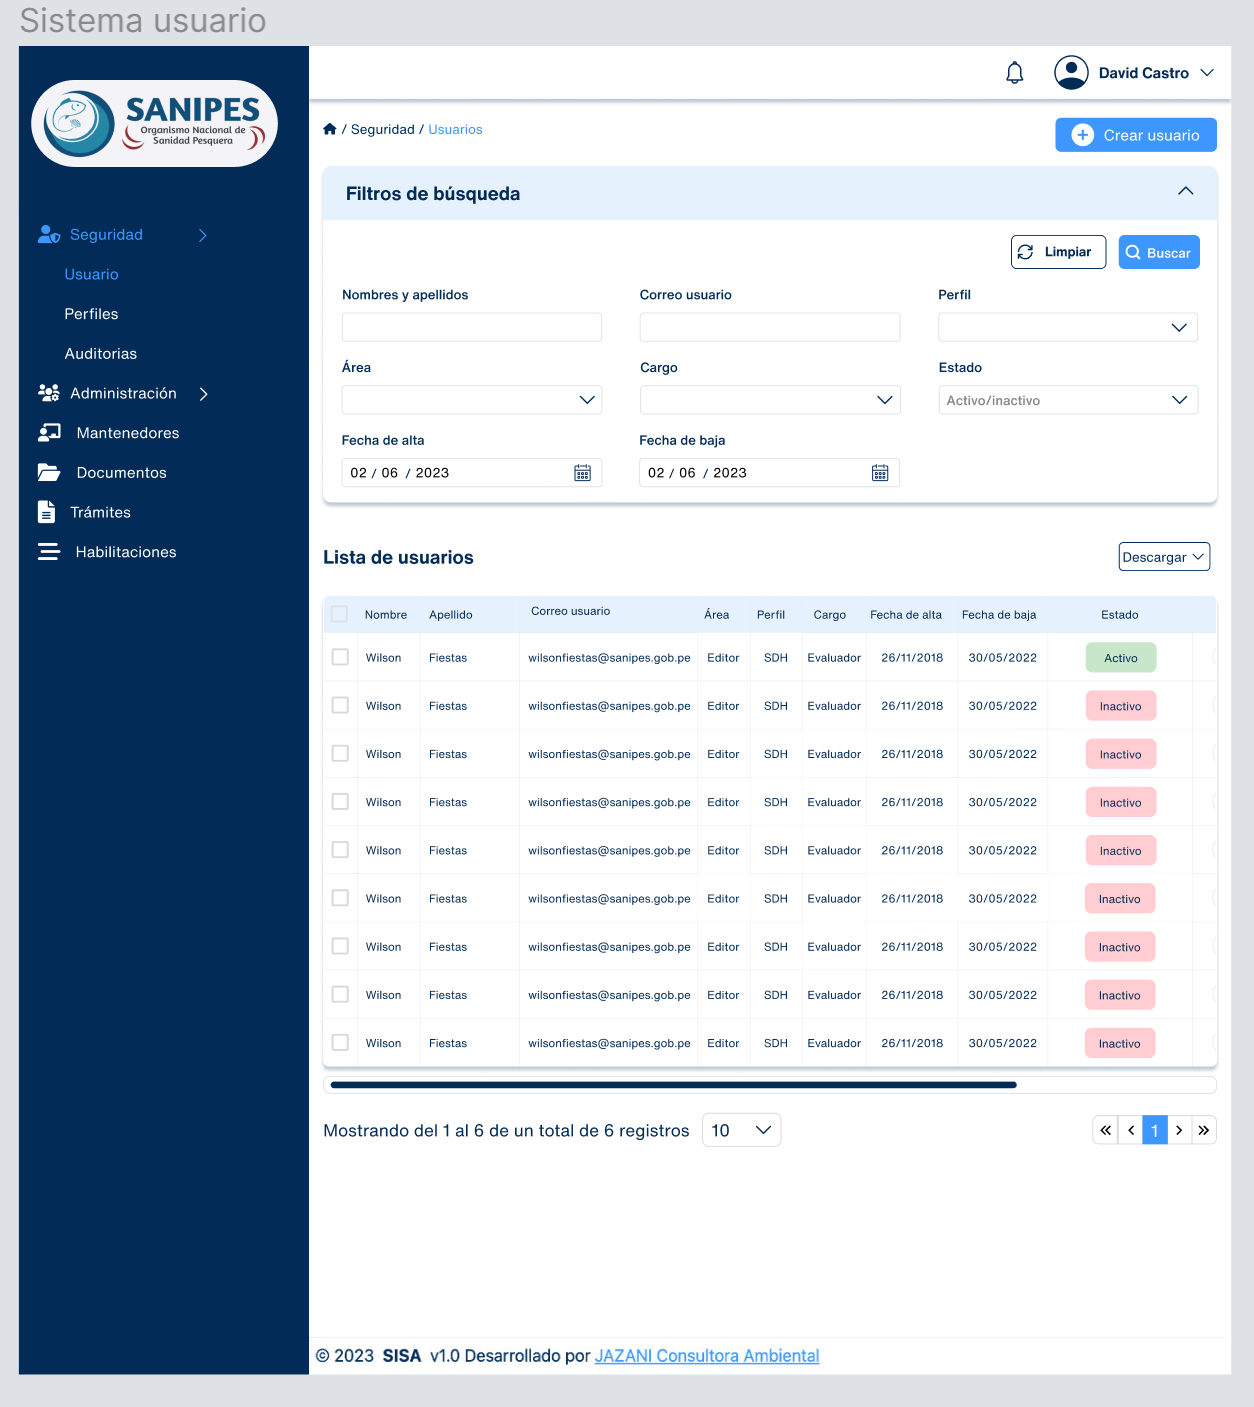 Sistema usuario
SANIPES
Organismo Nacional de
Sanidad Pesquera
David Castro
/ Seguridad / Usuarios
Crear usuario
Filtros de búsqueda
Limpiar
Buscar
Seguridad
Usuario
Perfiles
Auditorias
Administración
Mantenedores
Documentos
Trámites
Habilitaciones
Nombres y apellidos
Correo usuario
Perfil
Área
Cargo
Estado
Activo/inactivo
Fecha de alta
Fecha de baja
02 / 06 / 2023
02 / 06 / 2023
Lista de usuarios
Descargar
Nombre Apellido Correo usuario Área Perfil Cargo Fecha de alta Fecha de baja Estado
Wilson Fiestas wilsonfiestas@sanipes.gob.pe Editor SDH Evaluador 26/11/2018 30/05/2022 Activo
Wilson Fiestas wilsonfiestas@sanipes.gob.pe Editor SDH Evaluador 26/11/2018 30/05/2022 Inactivo
Wilson Fiestas wilsonfiestas@sanipes.gob.pe Editor SDH Evaluador 26/11/2018 30/05/2022 Inactivo
Wilson Fiestas wilsonfiestas@sanipes.gob.pe Editor SDH Evaluador 26/11/2018 30/05/2022 Inactivo
Wilson Fiestas wilsonfiestas@sanipes.gob.pe Editor SDH Evaluador 26/11/2018 30/05/2022 Inactivo
Wilson Fiestas wilsonfiestas@sanipes.gob.pe Editor SDH Evaluador 26/11/2018 30/05/2022 Inactivo
Wilson Fiestas wilsonfiestas@sanipes.gob.pe Editor SDH Evaluador 26/11/2018 30/05/2022 Inactivo
Wilson Fiestas wilsonfiestas@sanipes.gob.pe Editor SDH Evaluador 26/11/2018 30/05/2022 Inactivo
Wilson Fiestas wilsonfiestas@sanipes.gob.pe Editor SDH Evaluador 26/11/2018 30/05/2022 Inactivo
Mostrando del 1 al 6 de un total de 6 registros 10
« ‹ 1 › »
© 2023 SISA v1.0 Desarrollado por JAZANI Consultora Ambiental